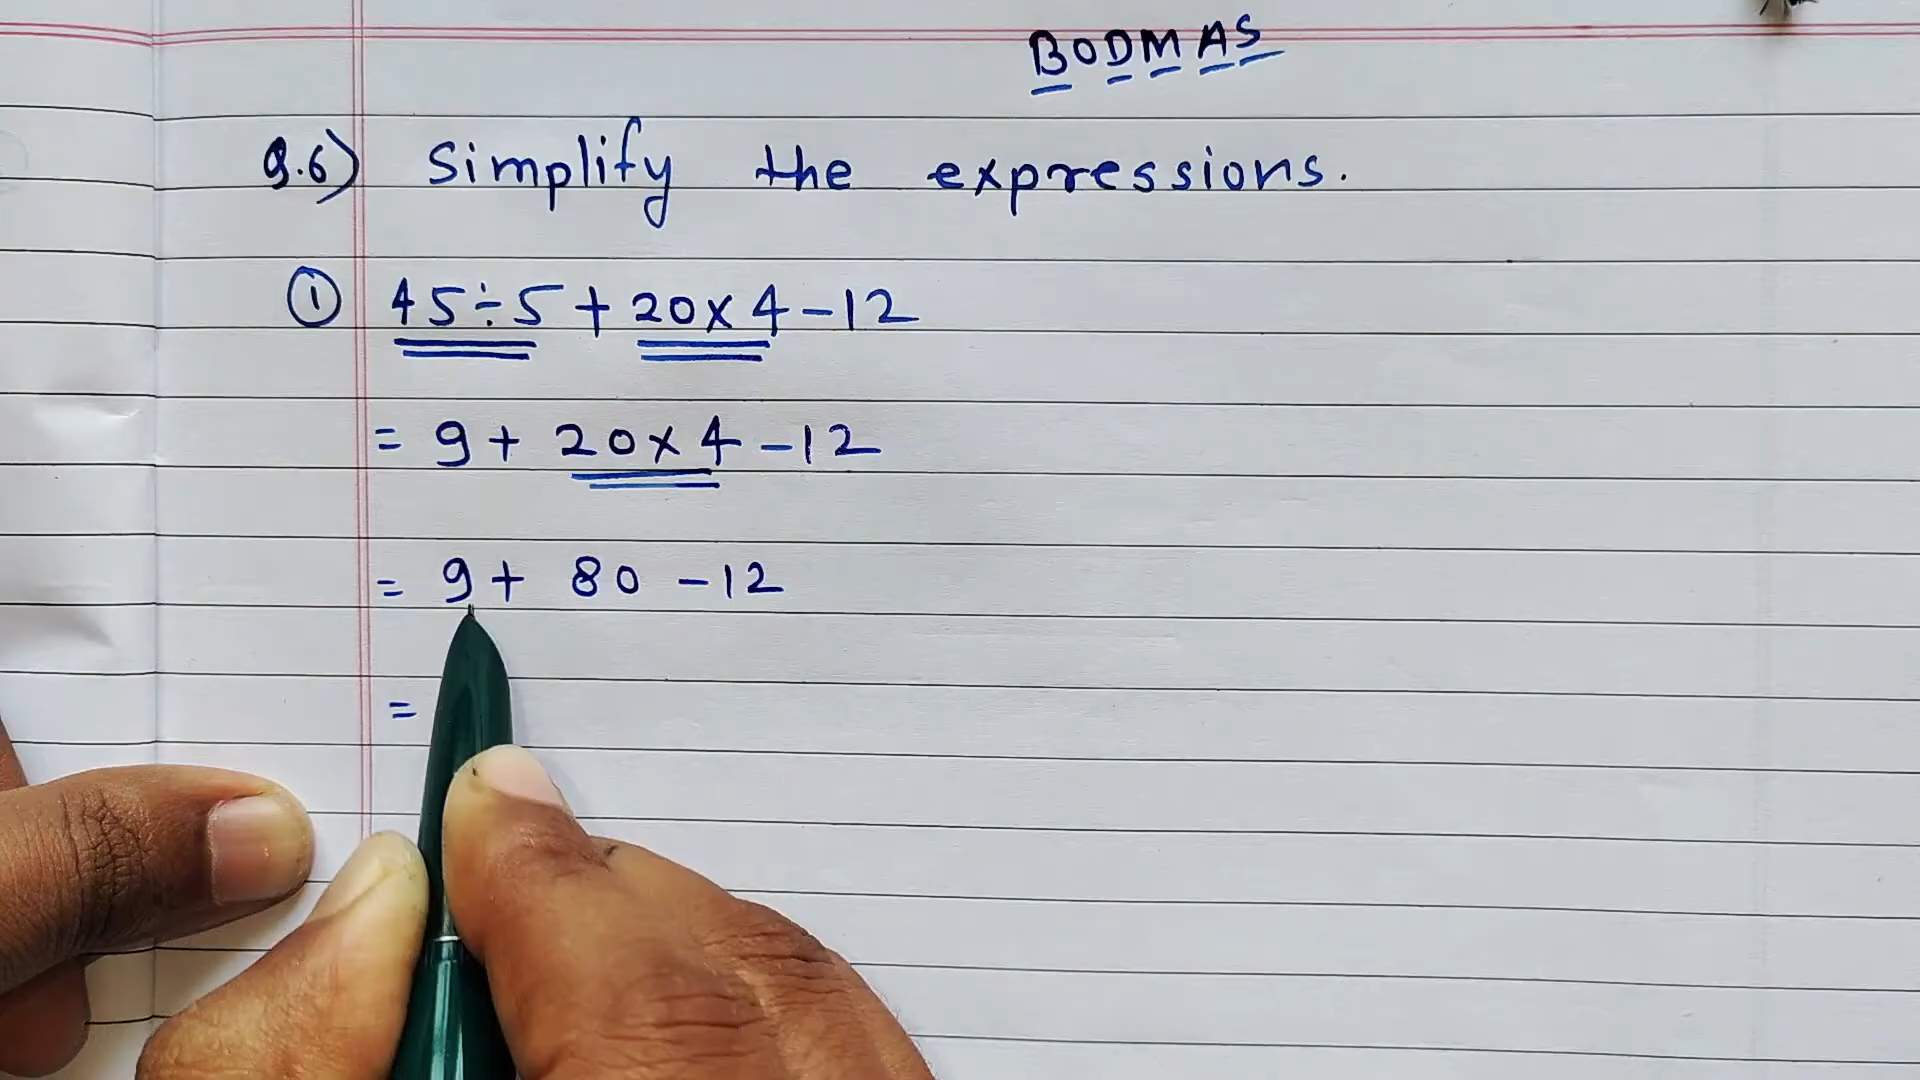 BODMAS
Q.6) Simplify the expressions.
① 45÷5 + 20×4 - 12
= 9 + 20×4 - 12
= 9 + 80 - 12
=